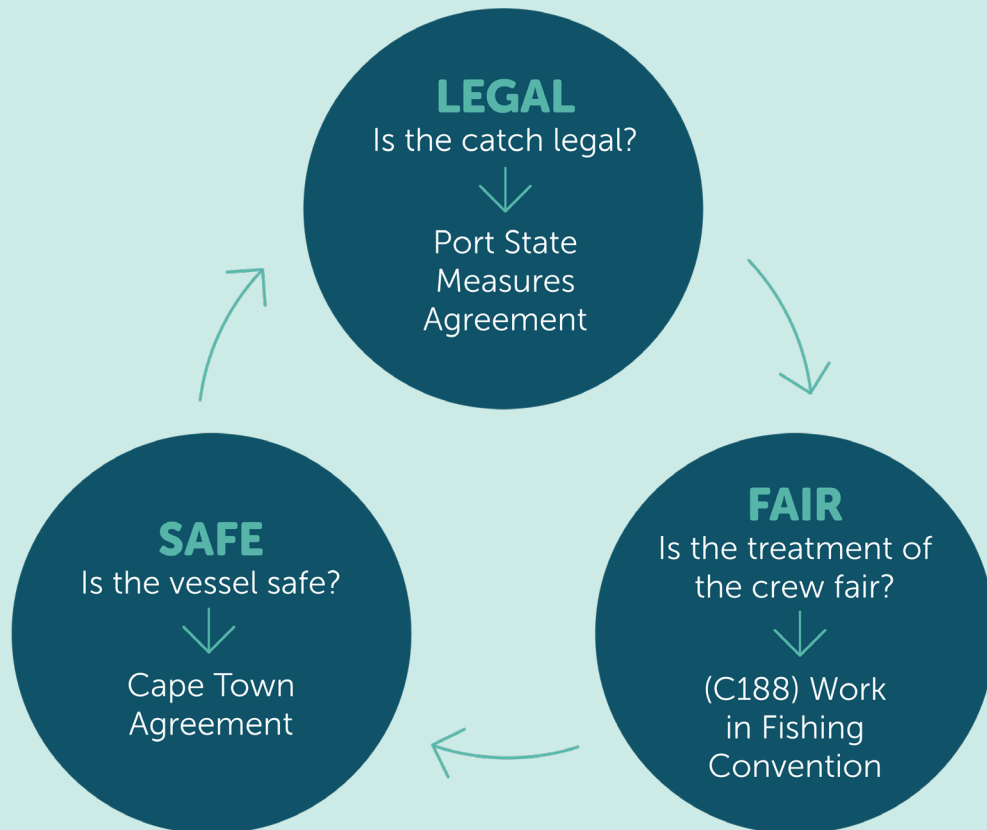 LEGAL
Is the catch legal?
Port State
Measures
Agreement
FAIR
Is the treatment of
the crew fair?
(C188) Work
in Fishing
Convention
SAFE
Is the vessel safe?
Cape Town
Agreement